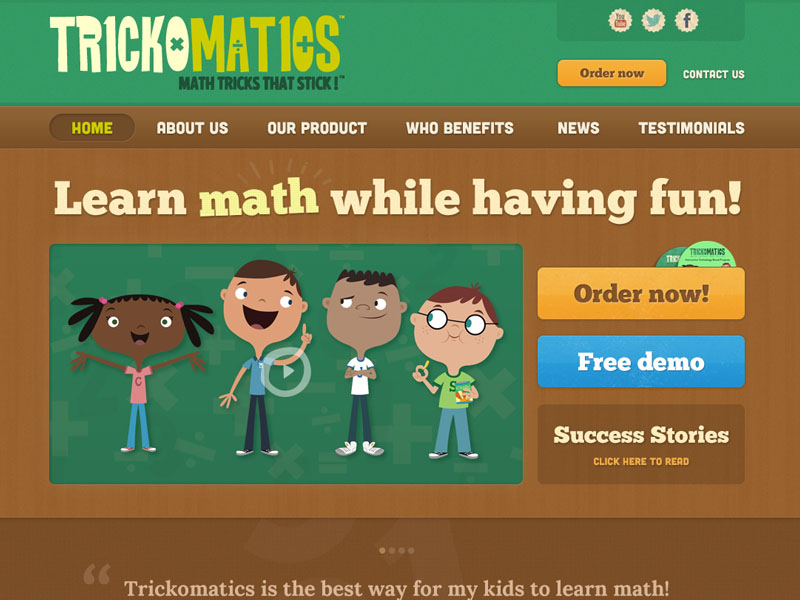 TR1CKOMAT1CS™
MATH TRICKS THAT STICK!™
You Tube
Order now
CONTACT US
HOME
ABOUT US
OUR PRODUCT
WHO BENEFITS
NEWS
TESTIMONIALS
Learn math while having fun!
TRICKOMATICS
Order now!
Free demo
Success Stories
CLICK HERE TO READ
C
S
“ Trickomatics is the best way for my kids to learn math!